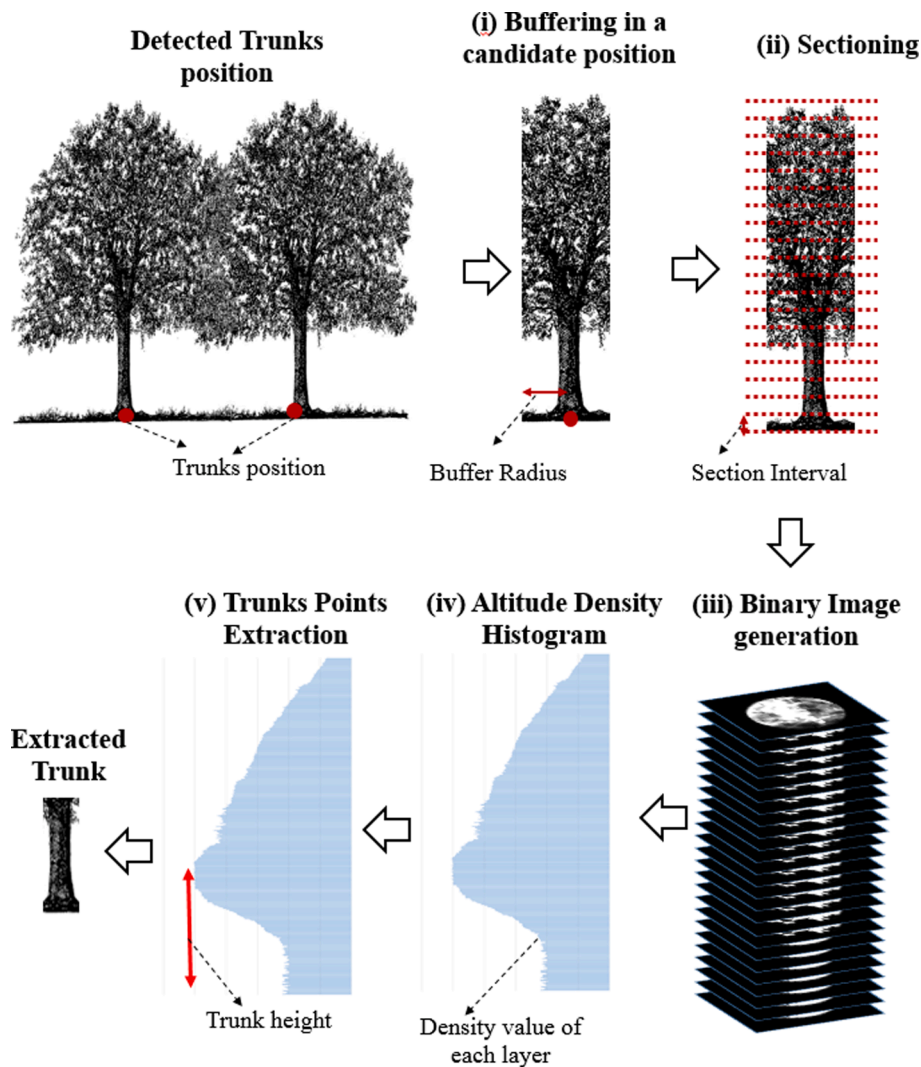 Detected Trunks
position
(i) Buffering in a
candidate position
(ii) Sectioning
Trunks position
Buffer Radius
Section Interval
(iii) Binary Image
generation
(iv) Altitude Density
Histogram
(v) Trunks Points
Extraction
Extracted
Trunk
Trunk height
Density value of
each layer